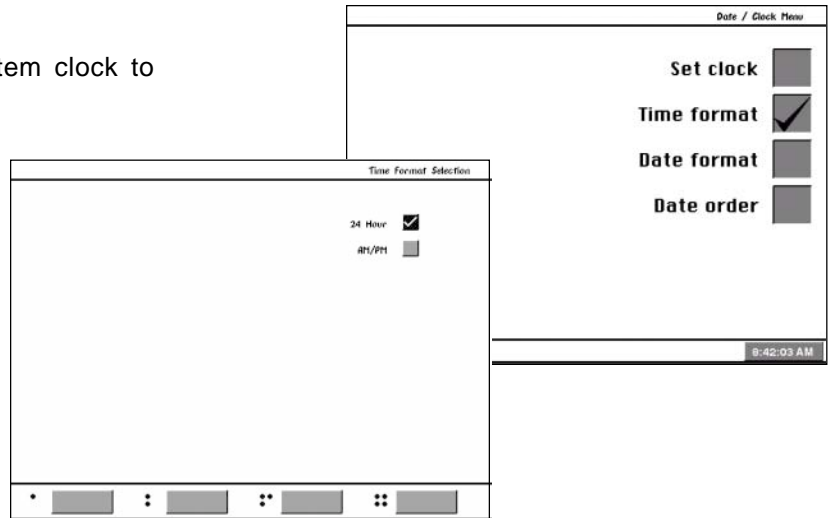 tem clock to
Date / Clock Menu
Set clock
Time format
Date format
Date order
8:42:03 AM
Time Format Selection
24 Hour
AM/PM